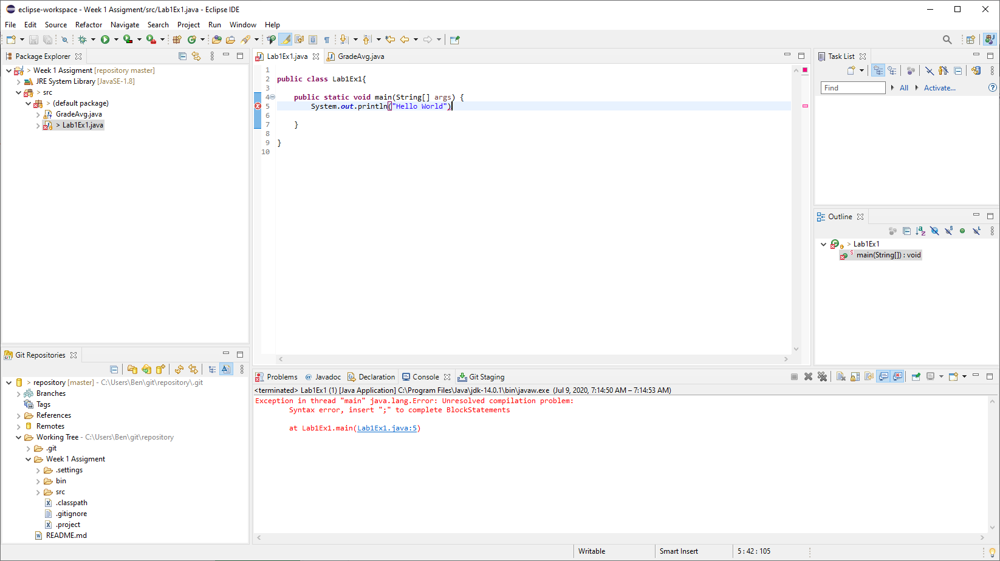 eclipse-workspace - Week 1 Assigment/src/Lab1Ex1.java - Eclipse IDE
File Edit Source Refactor Navigate Search Project Run Window Help
Package Explorer
> Week 1 Assigment [repository master]
JRE System Library [JavaSE-1.8]
> src
> (default package)
GradeAvg.java
> Lab1Ex1.java
Lab1Ex1.java GradeAvg.java
1
2 public class Lab1Ex1{
3
4 public static void main(String[] args) {
5 System.out.println("Hello World")
6
7 }
8
9 }
10
Task List
Find All Activate...
Outline
> Lab1Ex1
main(String[]) : void
Git Repositories
> repository [master] - C:\Users\Ben\git\repository\.git
Branches
Tags
References
Remotes
Working Tree - C:\Users\Ben\git\repository
.git
Week 1 Assigment
.settings
bin
src
.classpath
.gitignore
.project
README.md
Problems @ Javadoc Declaration Console Git Staging
<terminated> Lab1Ex1 (1) [Java Application] C:\Program Files\Java\jdk-14.0.1\bin\javaw.exe (Jul 9, 2020, 7:14:50 AM – 7:14:53 AM)
Exception in thread "main" java.lang.Error: Unresolved compilation problem:
Syntax error, insert ";" to complete BlockStatements
at Lab1Ex1.main(Lab1Ex1.java:5)
Writable Smart Insert 5 : 42 : 105